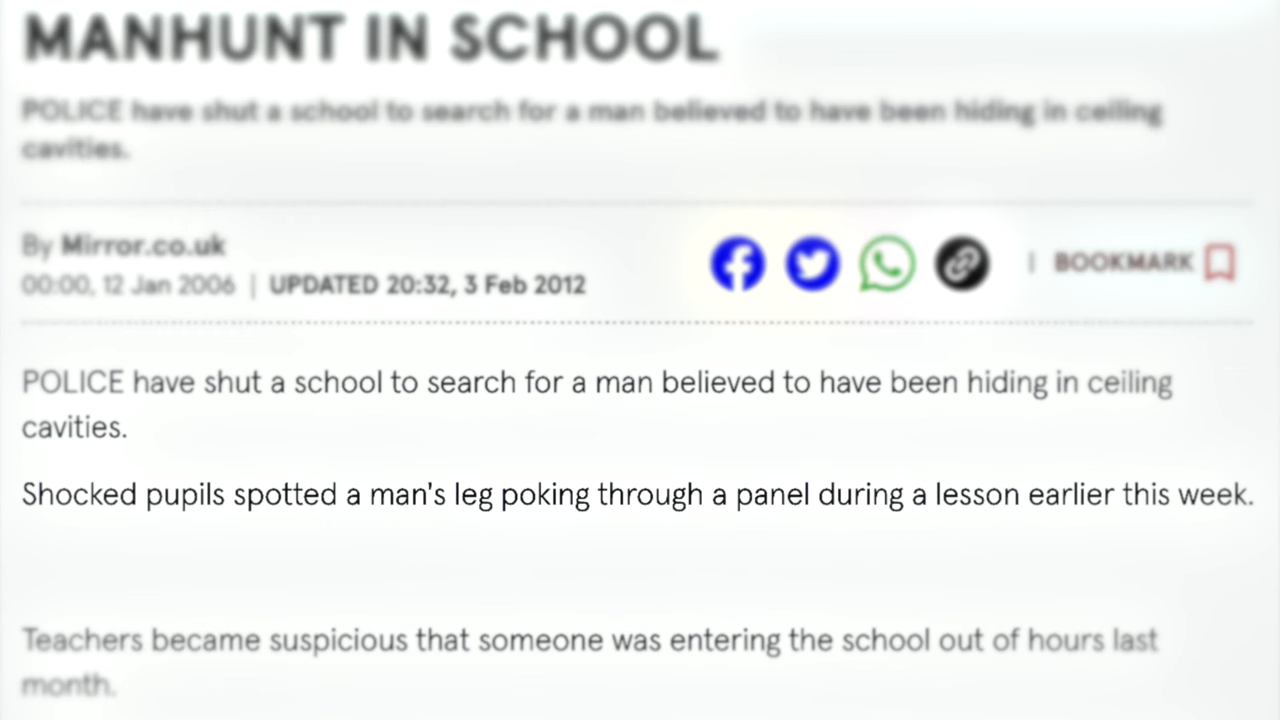 MANHUNT IN SCHOOL
POLICE have shut a school to search for a man believed to have been hiding in ceiling
cavities.
By Mirror.co.uk
00:00, 12 Jan 2006 | UPDATED 20:32, 3 Feb 2012
| BOOKMARK
POLICE have shut a school to search for a man believed to have been hiding in ceiling
cavities.
Shocked pupils spotted a man's leg poking through a panel during a lesson earlier this week.
Teachers became suspicious that someone was entering the school out of hours last
month.